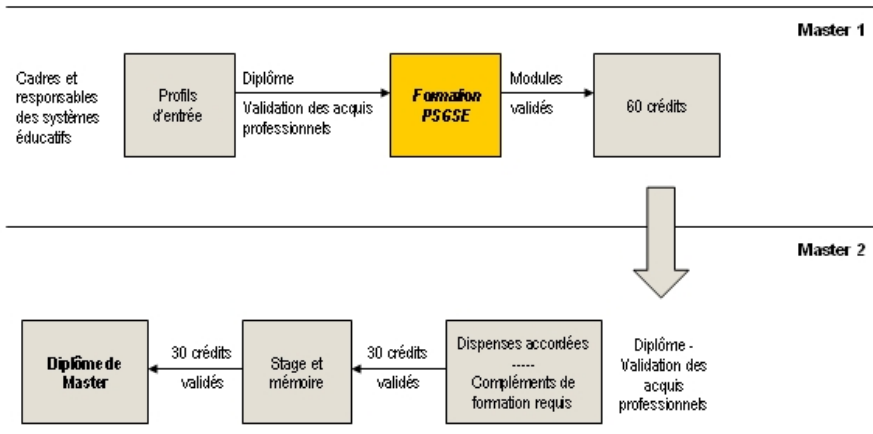 Master 1
Cadres et
responsables
des systèmes
éducatifs
Profils
d'entrée
Diplôme
Validation des acquis
professionnels
Formation
PSGSE
Modules
validés
60 crédits
Master 2
Diplôme de
Master
30 crédits
validés
Stage et
mémoire
30 crédits
validés
Dispenses accordées
-----
Compléments de
formation requis
Diplôme -
Validation des
acquis
professionnels